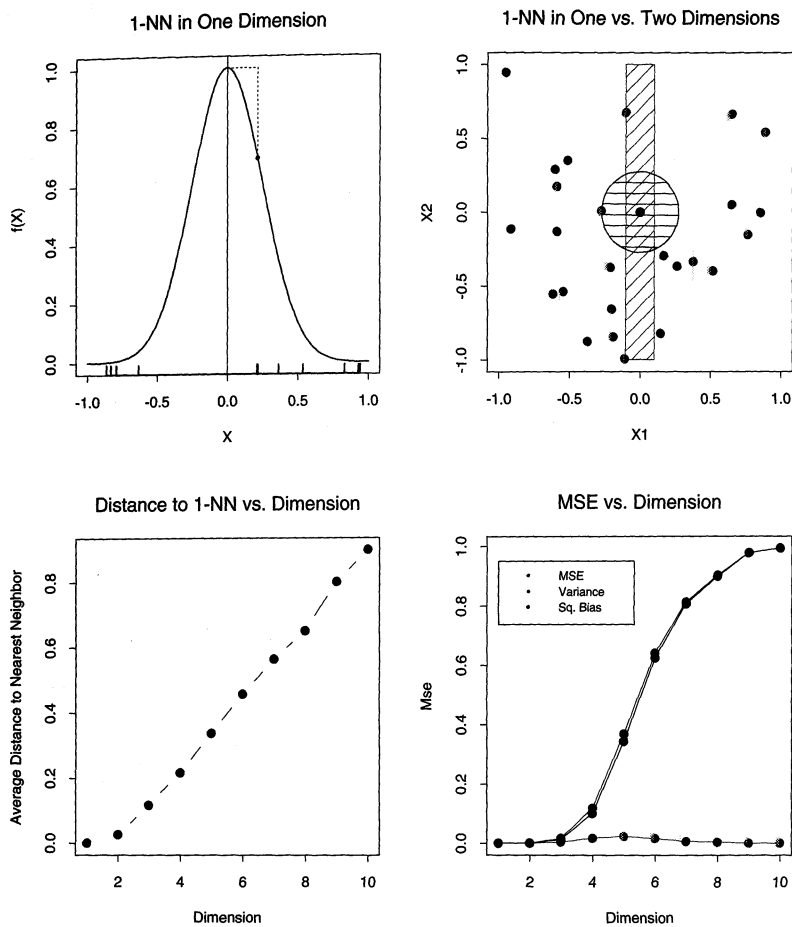 1-NN in One Dimension
f(X)
1.0
0.8
0.6
0.4
0.2
0.0
-1.0 -0.5 0.0 0.5 1.0
X
1-NN in One vs. Two Dimensions
X2
1.0
0.5
0.0
-0.5
-1.0
-1.0 -0.5 0.0 0.5 1.0
X1
Distance to 1-NN vs. Dimension
Average Distance to Nearest Neighbor
0.8
0.6
0.4
0.2
0.0
2 4 6 8 10
Dimension
MSE vs. Dimension
Mse
1.0
0.8
0.6
0.4
0.2
0.0
MSE
Variance
Sq. Bias
2 4 6 8 10
Dimension